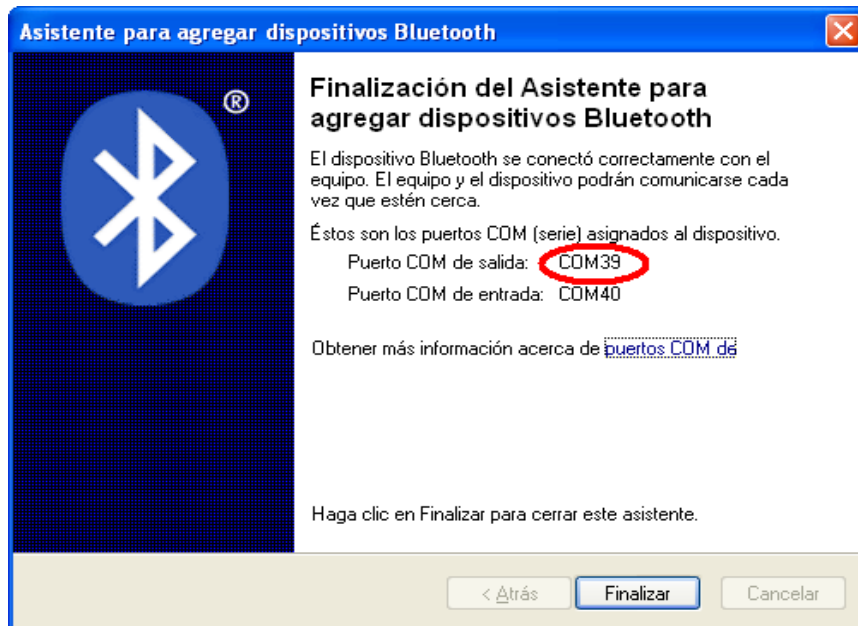 Asistente para agregar dispositivos Bluetooth
®
Finalización del Asistente para
agregar dispositivos Bluetooth
El dispositivo Bluetooth se conectó correctamente con el
equipo. El equipo y el dispositivo podrán comunicarse cada
vez que estén cerca.
Éstos son los puertos COM (serie) asignados al dispositivo.
Puerto COM de salida: COM39
Puerto COM de entrada: COM40
Obtener más información acerca de puertos COM de
Haga clic en Finalizar para cerrar este asistente.
< Atrás Finalizar Cancelar